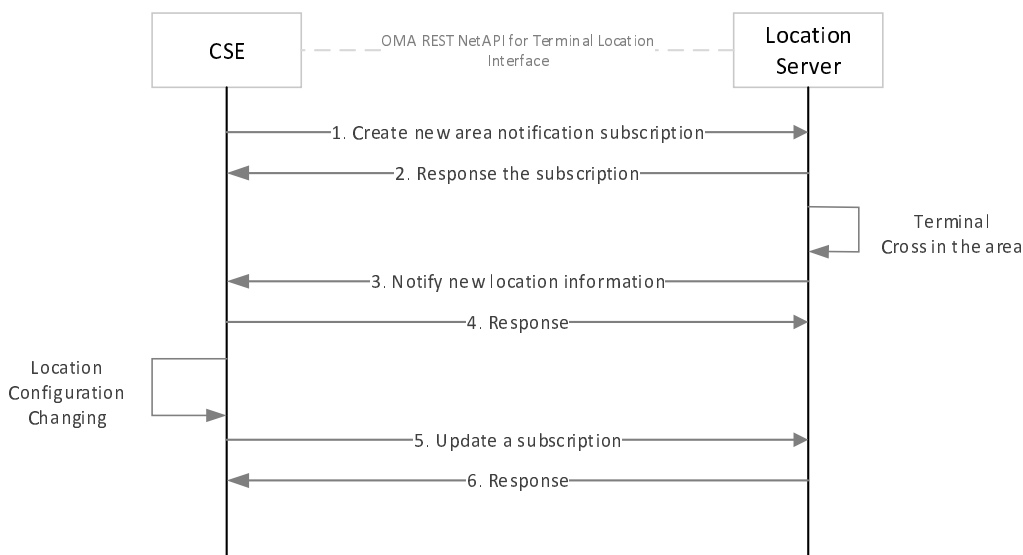 CSE
OMA REST NetAPI for Terminal Location
Interface
Location
Server
1. Create new area notification subscription
2. Response the subscription
Terminal
Cross in the area
3. Notify new location information
4. Response
Location
Configuration
Changing
5. Update a subscription
6. Response